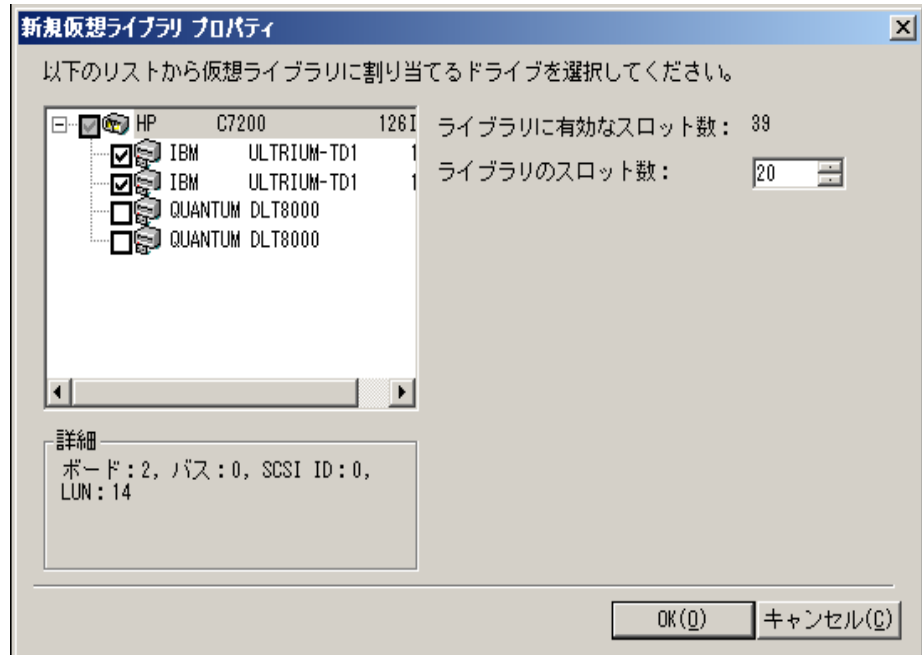 新規仮想ライブラリ プロパティ
以下のリストから仮想ライブラリに割り当てるドライブを選択してください。
HP C7200 126I
IBM ULTRIUM-TD1 1
IBM ULTRIUM-TD1 1
QUANTUM DLT8000
QUANTUM DLT8000
ライブラリに有効なスロット数： 39
ライブラリのスロット数： 20
詳細
ボード：2, バス：0, SCSI ID：0,
LUN：14
OK(O)
キャンセル(C)